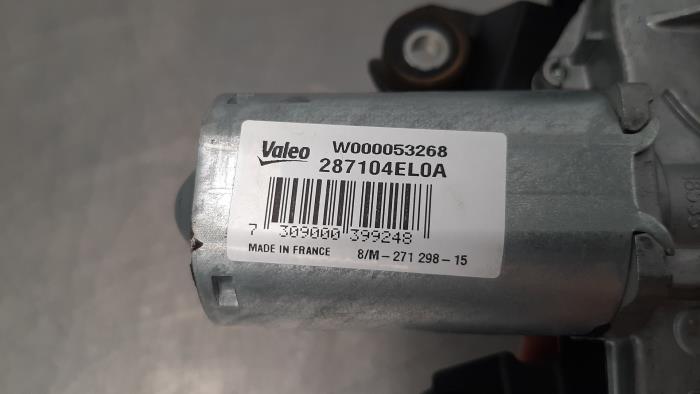 Valeo W000053268
287104EL0A
7 309000 399248
MADE IN FRANCE 8/M-271 298-15